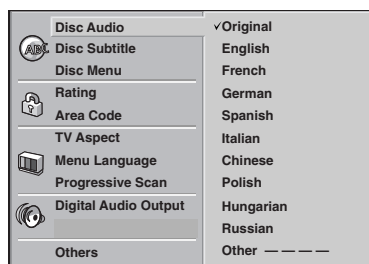 Disc Audio
Disc Subtitle
Disc Menu
Rating
Area Code
TV Aspect
Menu Language
Progressive Scan
Digital Audio Output
Others
✓Original
English
French
German
Spanish
Italian
Chinese
Polish
Hungarian
Russian
Other — — — —
ABC